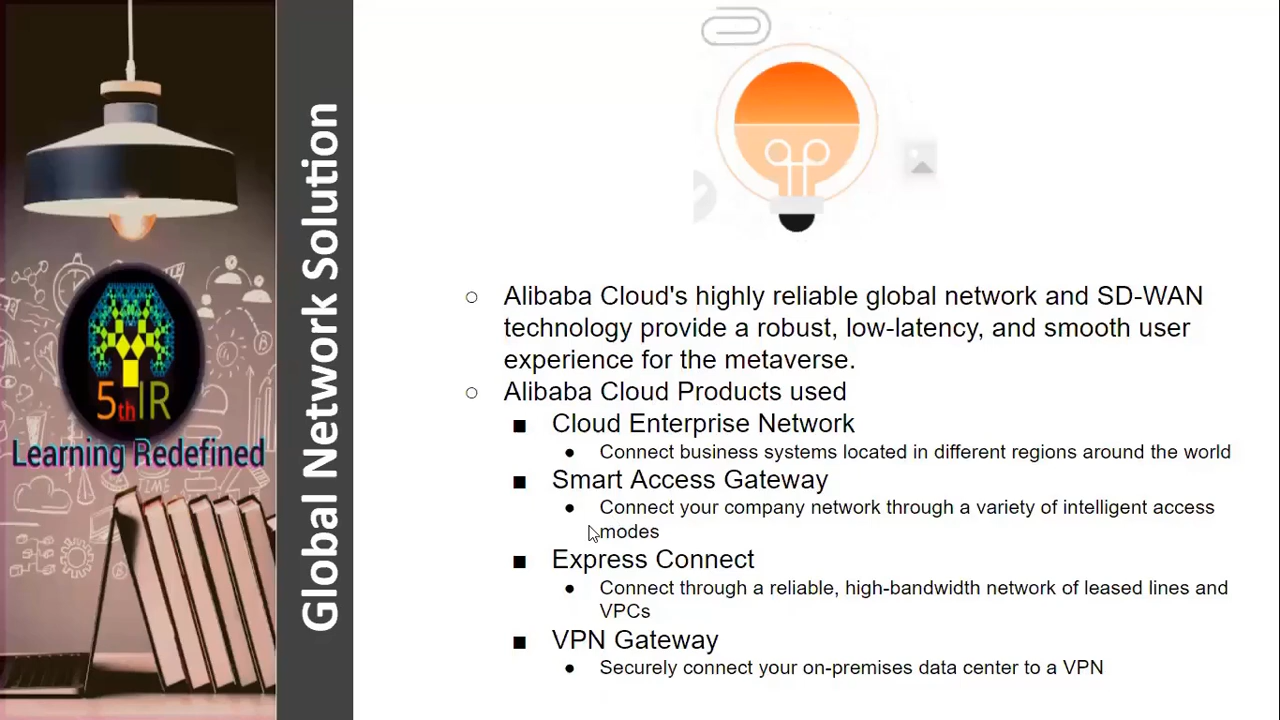 5thIR
Learning Redefined
Global Network Solution
○ Alibaba Cloud's highly reliable global network and SD-WAN
technology provide a robust, low-latency, and smooth user
experience for the metaverse.
○ Alibaba Cloud Products used
■ Cloud Enterprise Network
● Connect business systems located in different regions around the world
■ Smart Access Gateway
● Connect your company network through a variety of intelligent access
modes
■ Express Connect
● Connect through a reliable, high-bandwidth network of leased lines and
VPCs
■ VPN Gateway
● Securely connect your on-premises data center to a VPN